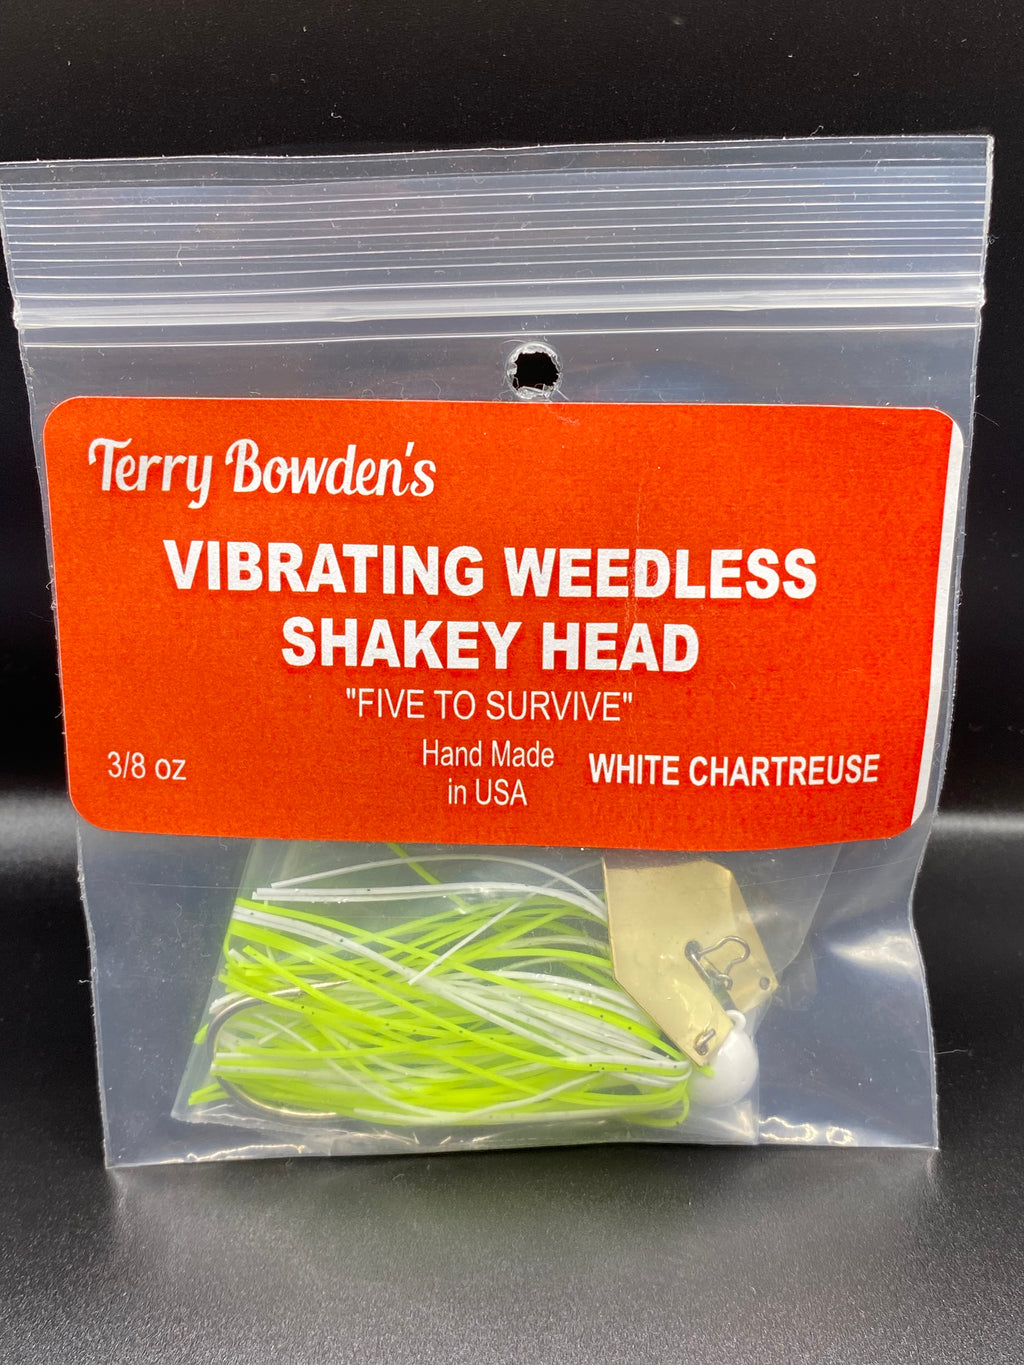 Terry Bowden's
VIBRATING WEEDLESS
SHAKEY HEAD
"FIVE TO SURVIVE"
3/8 oz
Hand Made
in USA
WHITE CHARTREUSE